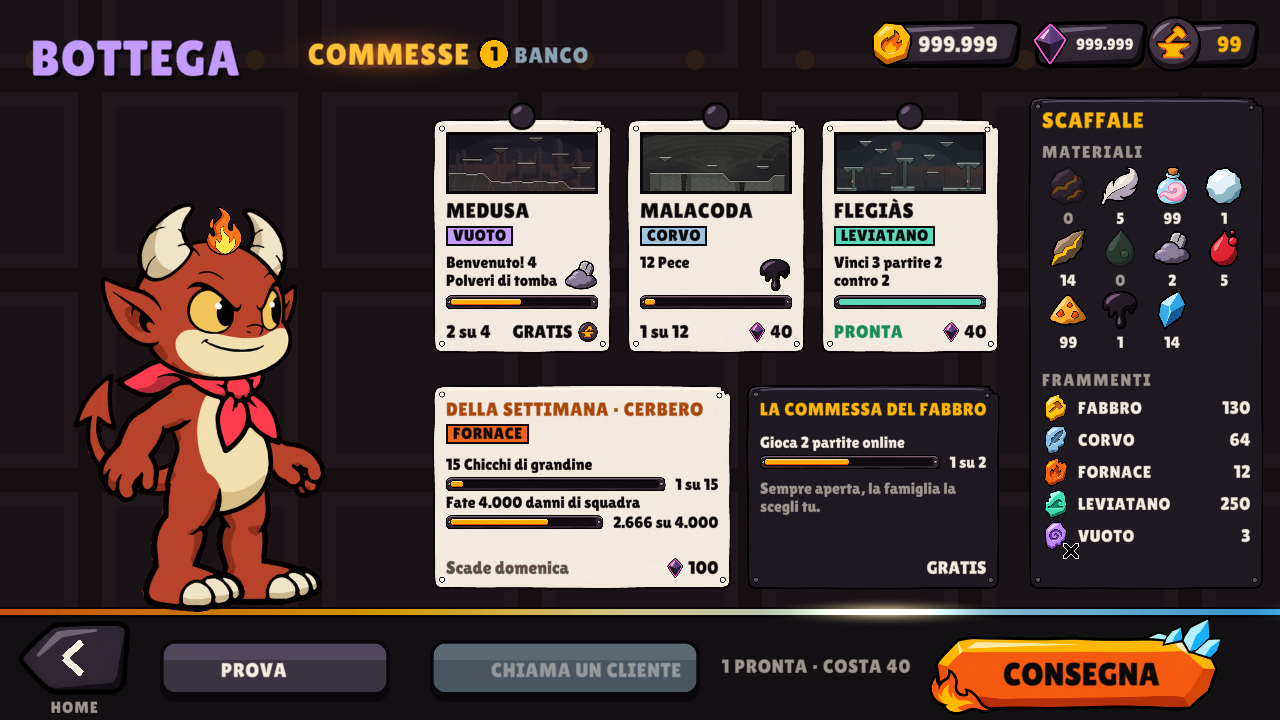 BOTTEGA
COMMESSE 1 BANCO
999.999
999.999
99
MEDUSA
VUOTO
Benvenuto! 4
Polveri di tomba
2 su 4 GRATIS
MALACODA
CORVO
12 Pece
1 su 12 40
FLEGIÀS
LEVIATANO
Vinci 3 partite 2
contro 2
PRONTA 40
DELLA SETTIMANA · CERBERO
FORNACE
15 Chicchi di grandine
1 su 15
Fate 4.000 danni di squadra
2.666 su 4.000
Scade domenica 100
LA COMMESSA DEL FABBRO
Gioca 2 partite online
1 su 2
Sempre aperta, la famiglia la
scegli tu.
GRATIS
SCAFFALE
MATERIALI
0 5 99 1
14 0 2 5
99 1 14
FRAMMENTI
FABBRO 130
CORVO 64
FORNACE 12
LEVIATANO 250
VUOTO 3
HOME
PROVA
CHIAMA UN CLIENTE
1 PRONTA · COSTA 40
CONSEGNA